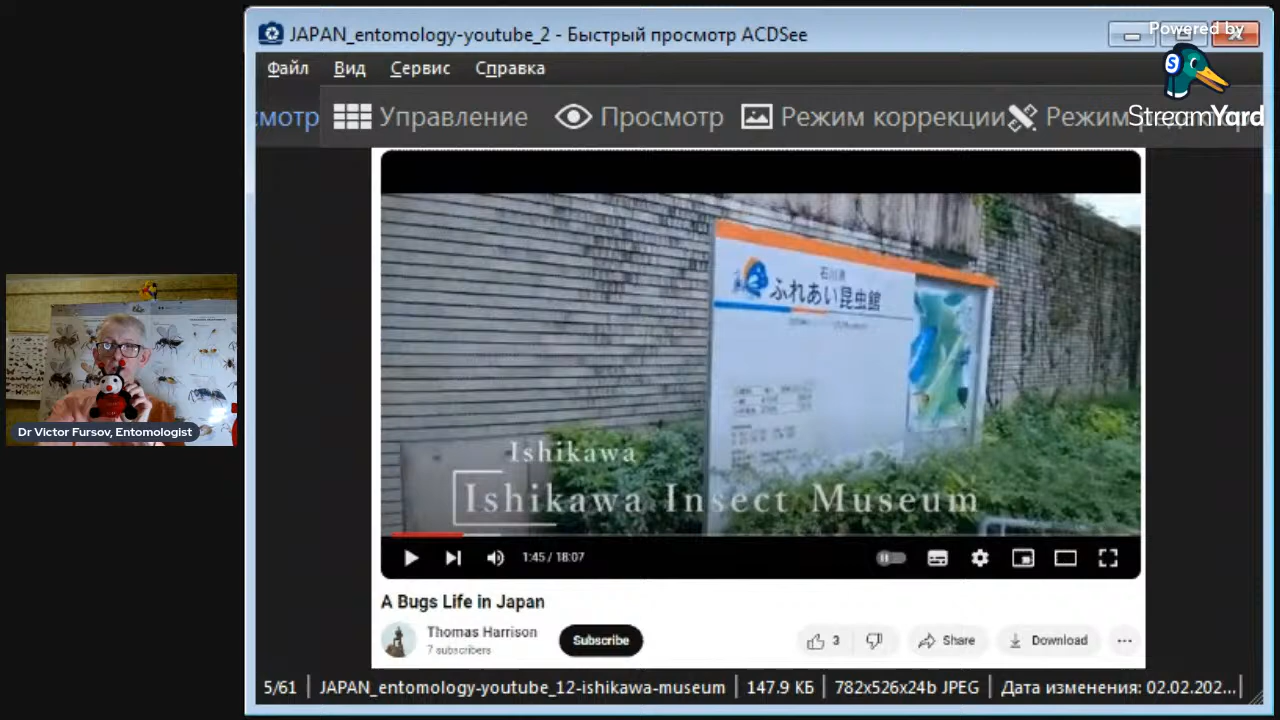 JAPAN_entomology-youtube_2 - Быстрый просмотр ACDSee
Powered by
StreamYard
Файл Вид Сервис Справка
смотр Управление Просмотр Режим коррекции
石川県
ふれあい昆虫館
Ishikawa
Ishikawa Insect Museum
1:45 / 18:07
A Bugs Life in Japan
Thomas Harrison
7 subscribers
Subscribe
3
Share
Download
Dr Victor Fursov, Entomologist
5/61 JAPAN_entomology-youtube_12-ishikawa-museum 147.9 КБ 782x526x24b JPEG Дата изменения: 02.02.202...